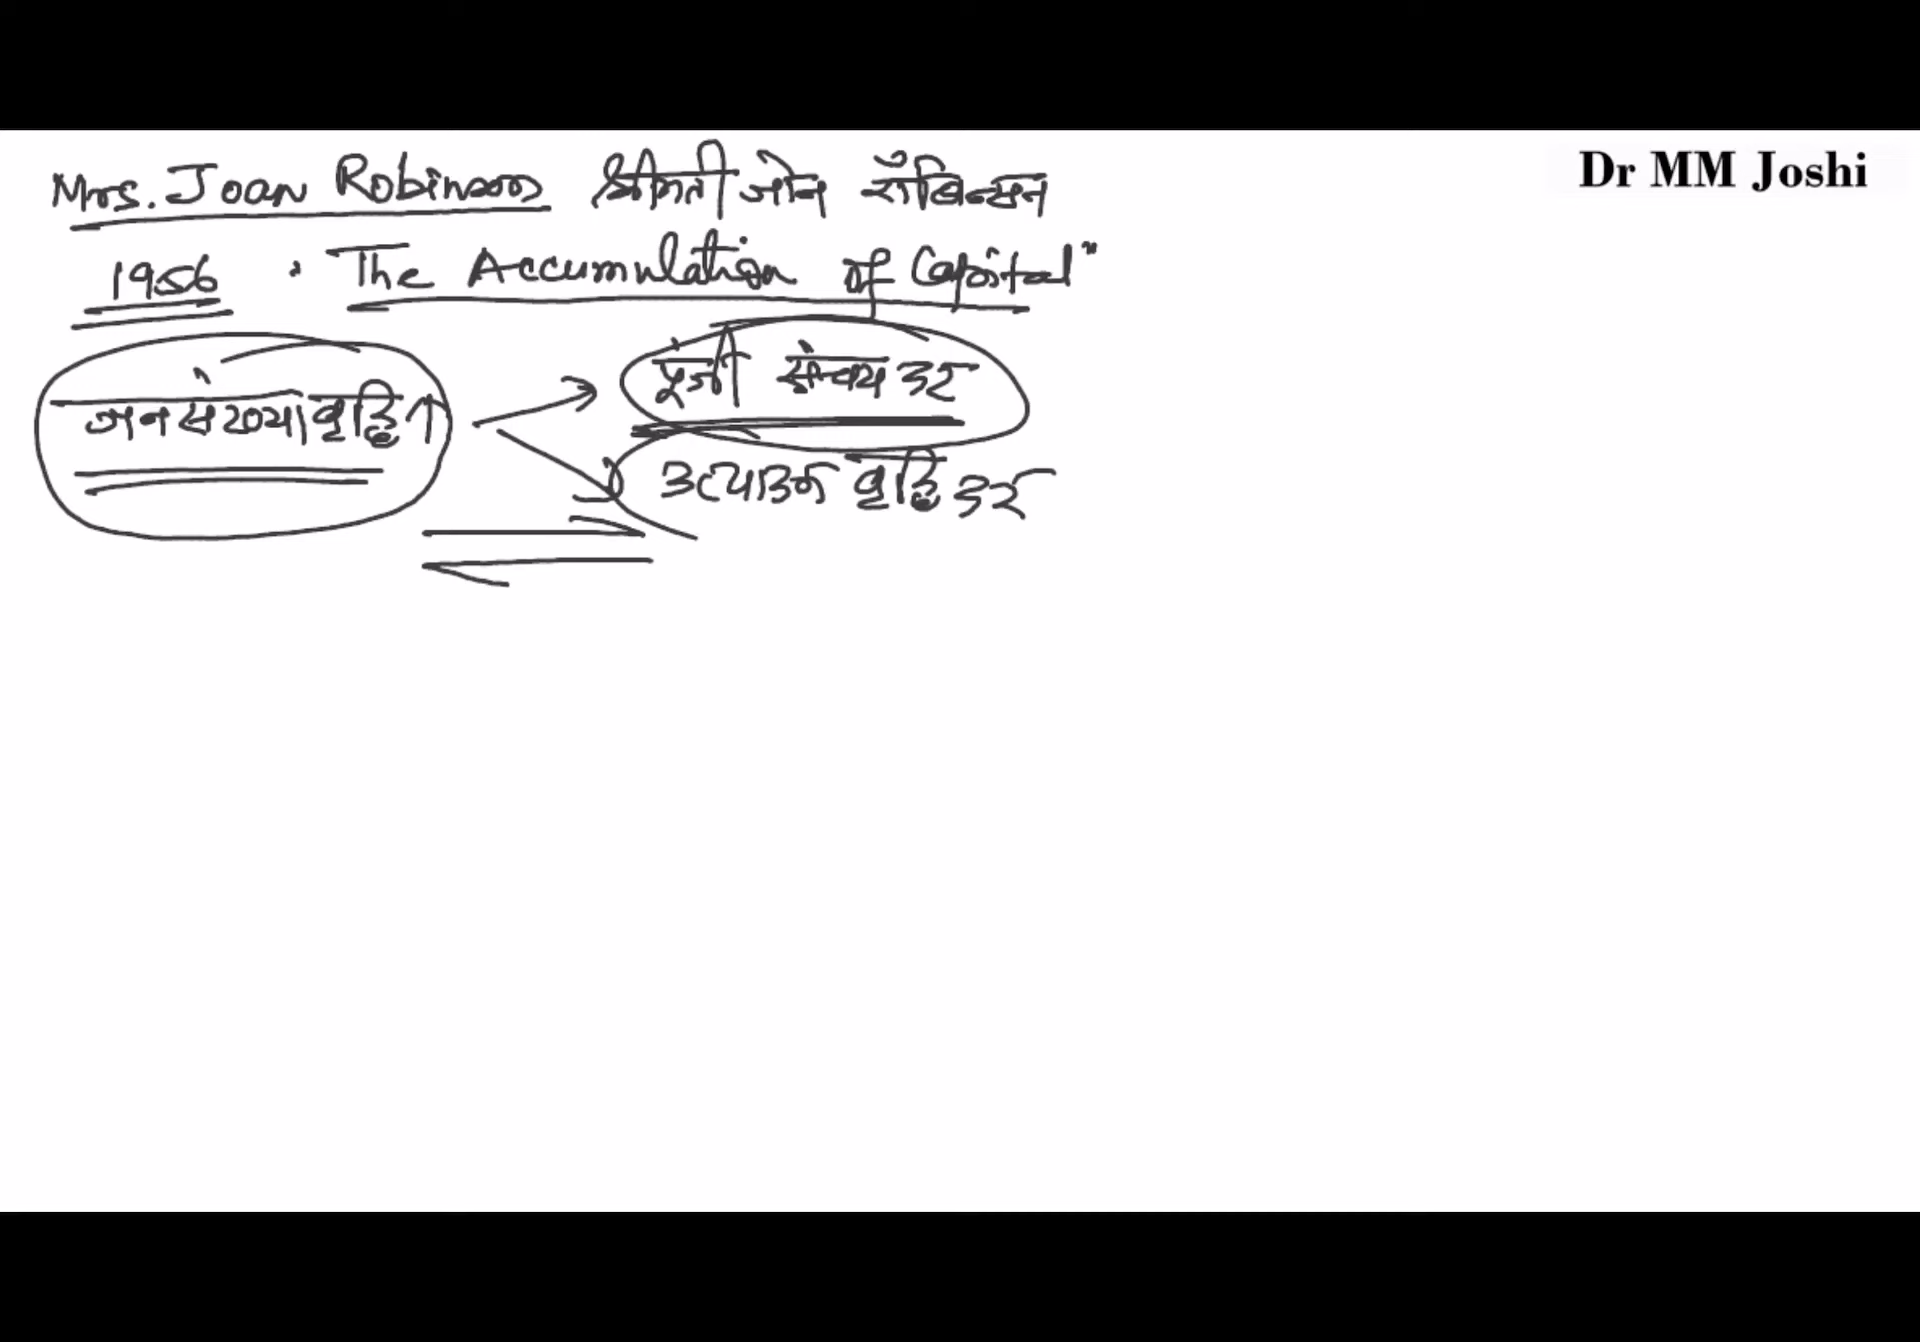 Mrs. Joan Robinson श्रीमती जोन रॉबिन्सन
Dr MM Joshi
1956 "The Accumulation of Capital"
जनसंख्या वृद्धि ↑ पूंजी संचय दर
उत्पादन वृद्धि दर